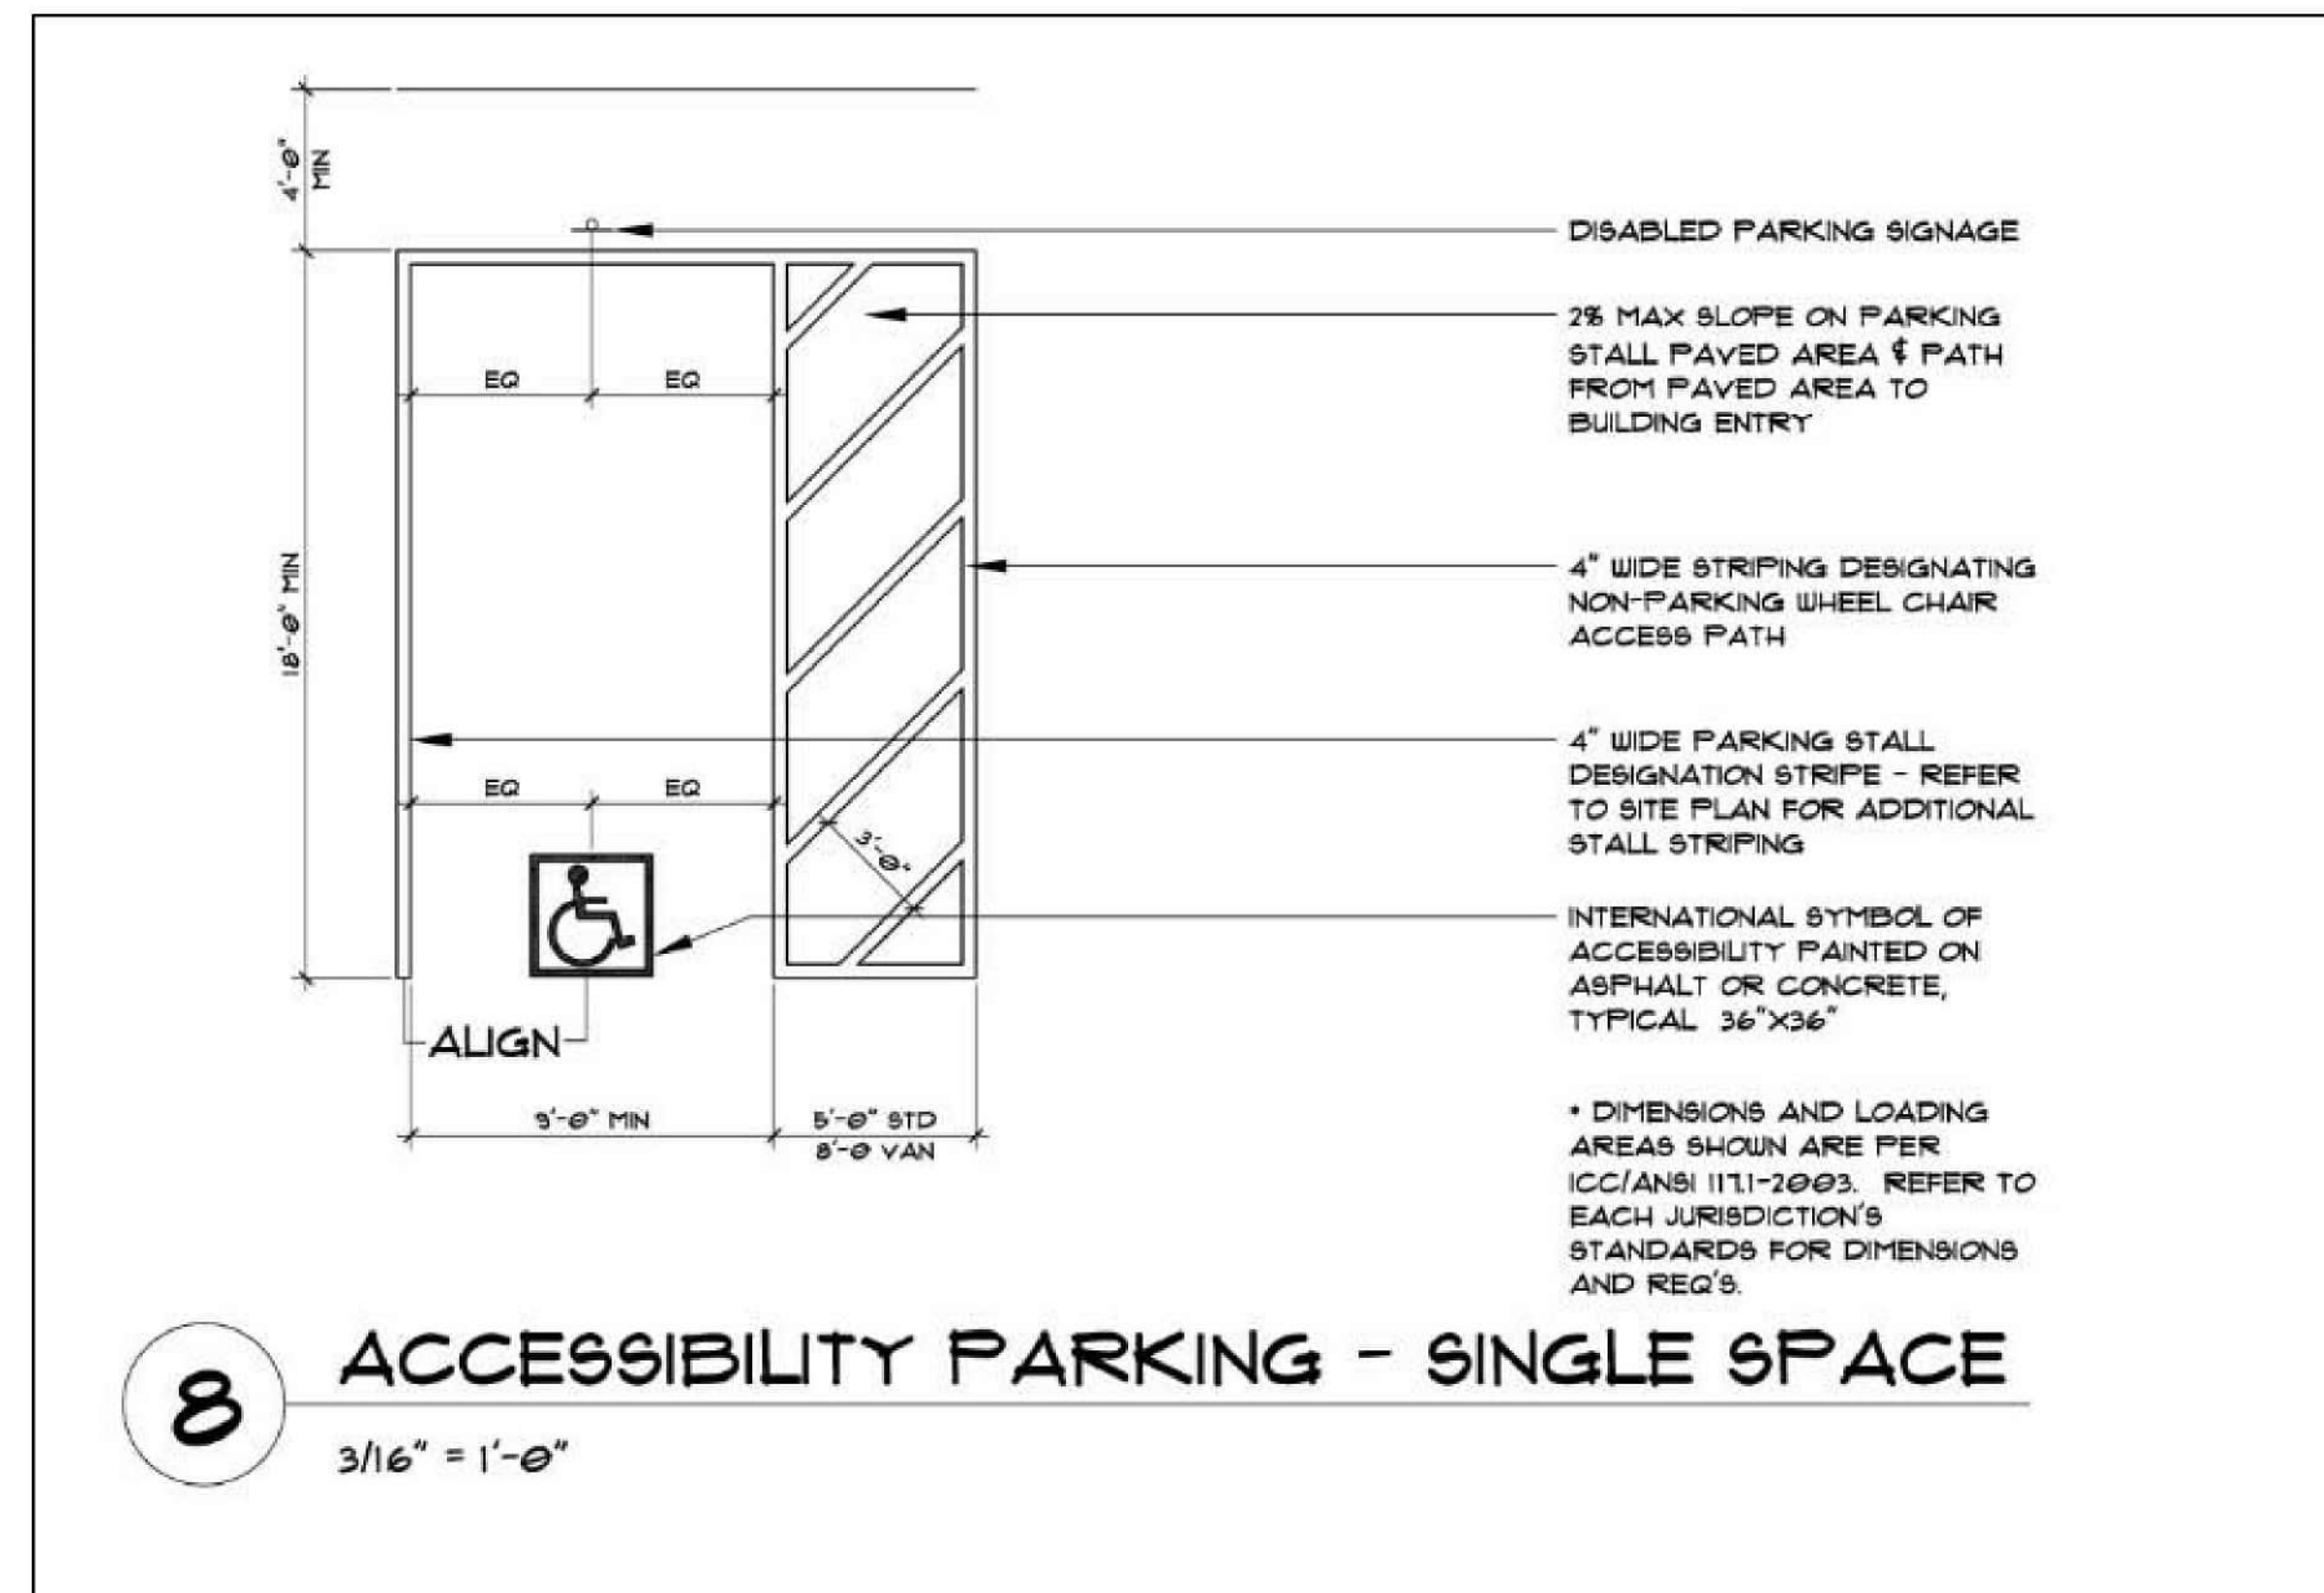 4'-0"
MIN
DISABLED PARKING SIGNAGE
2% MAX SLOPE ON PARKING
STALL PAVED AREA & PATH
FROM PAVED AREA TO
BUILDING ENTRY
EQ
EQ
18'-0" MIN
4" WIDE STRIPING DESIGNATING
NON-PARKING WHEEL CHAIR
ACCESS PATH
4" WIDE PARKING STALL
DESIGNATION STRIPE - REFER
TO SITE PLAN FOR ADDITIONAL
STALL STRIPING
EQ
EQ
3'-0"
INTERNATIONAL SYMBOL OF
ACCESSIBILITY PAINTED ON
ASPHALT OR CONCRETE,
TYPICAL 36"X36"
ALIGN
9'-0" MIN
5'-0" STD
8'-0 VAN
* DIMENSIONS AND LOADING
AREAS SHOWN ARE PER
ICC/ANSI 117.1-2003. REFER TO
EACH JURISDICTION'S
STANDARDS FOR DIMENSIONS
AND REQ'S.
8
ACCESSIBILITY PARKING - SINGLE SPACE
3/16" = 1'-0"